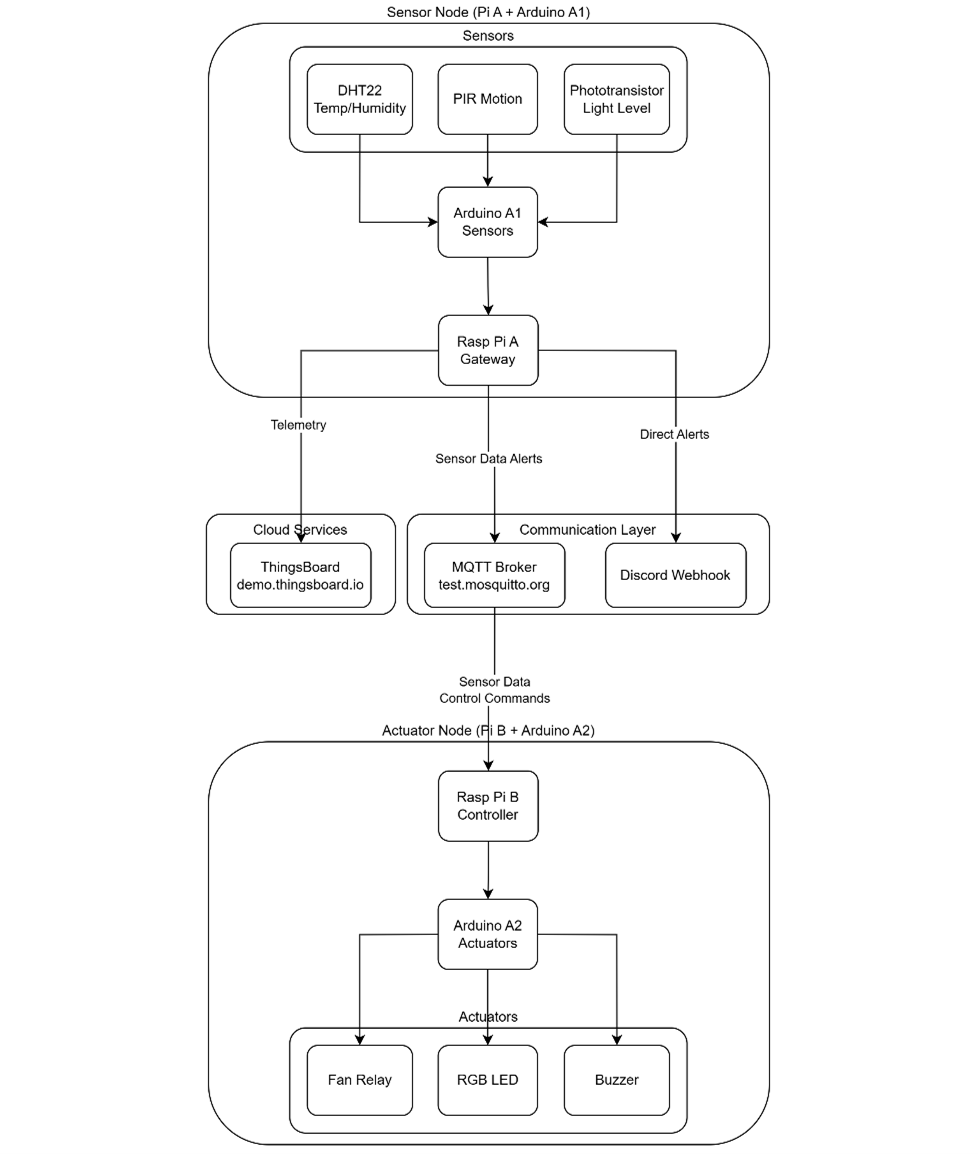 Sensor Node (Pi A + Arduino A1)
Sensors
DHT22
Temp/Humidity
PIR Motion
Phototransistor
Light Level
Arduino A1
Sensors
Rasp Pi A
Gateway
Telemetry
Sensor Data Alerts
Direct Alerts
Cloud Services
ThingsBoard
demo.thingsboard.io
Communication Layer
MQTT Broker
test.mosquitto.org
Discord Webhook
Sensor Data
Control Commands
Actuator Node (Pi B + Arduino A2)
Rasp Pi B
Controller
Arduino A2
Actuators
Actuators
Fan Relay
RGB LED
Buzzer